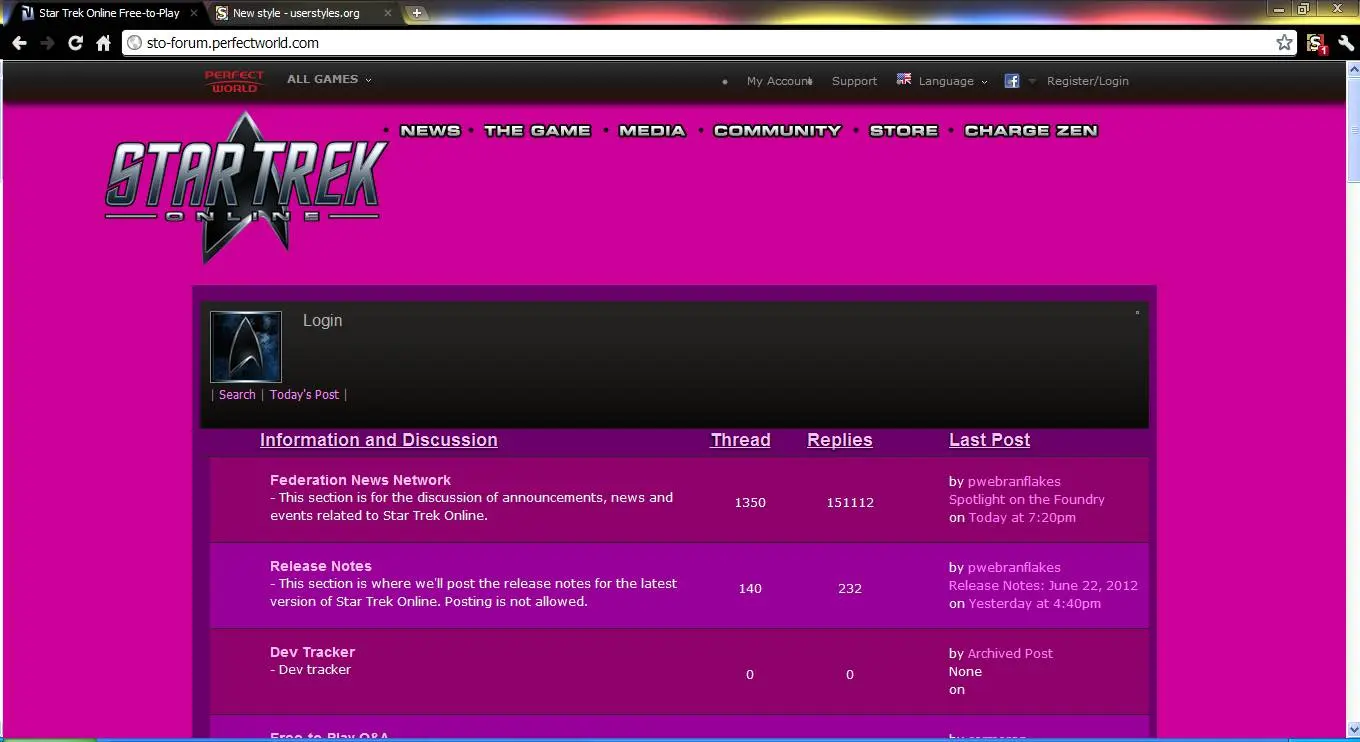 Star Trek Online Free-to-Play
New style - userstyles.org
sto-forum.perfectworld.com
S 1
PERFECT
WORLD
ALL GAMES
My Account Support Language f Register/Login
NEWS • THE GAME • MEDIA • COMMUNITY • STORE • CHARGE ZEN
STAR TREK
ONLINE
Login
| Search | Today's Post |
Information and Discussion Thread Replies Last Post
Federation News Network
- This section is for the discussion of announcements, news and
events related to Star Trek Online.
1350 151112
by pwebranflakes
Spotlight on the Foundry
on Today at 7:20pm
Release Notes
- This section is where we'll post the release notes for the latest
version of Star Trek Online. Posting is not allowed.
140 232
by pwebranflakes
Release Notes: June 22, 2012
on Yesterday at 4:40pm
Dev Tracker
- Dev tracker
0 0
by Archived Post
None
on
Free-to-Play Q&A